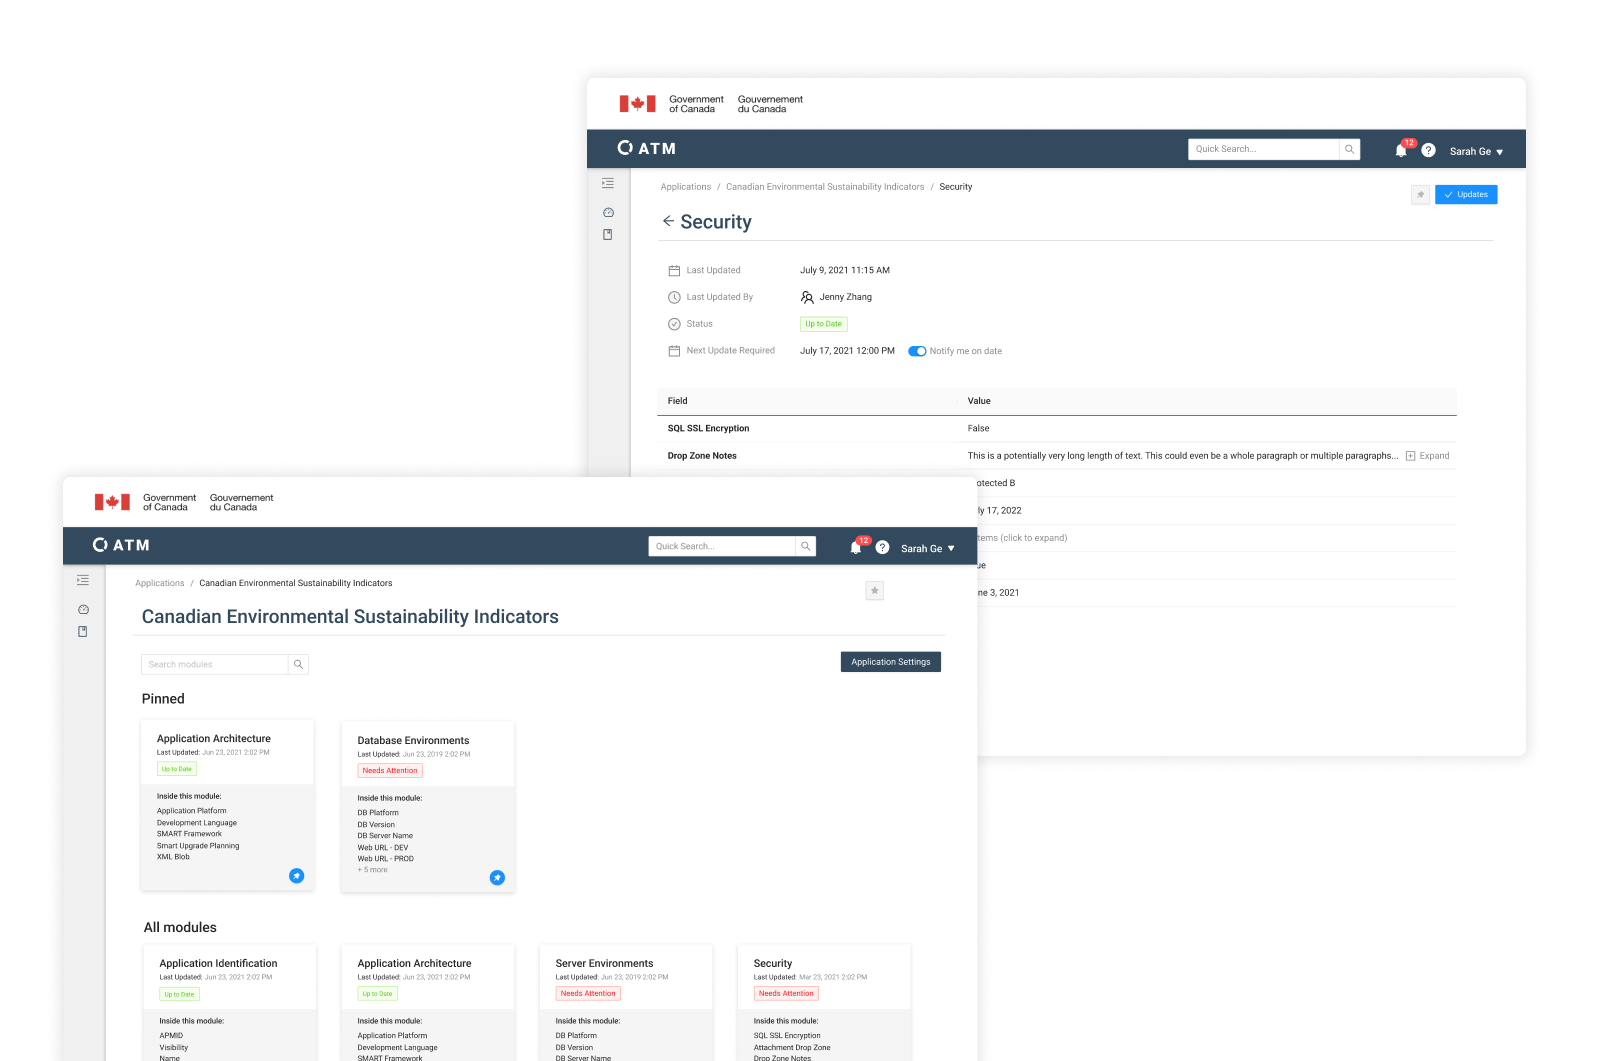 Government
of Canada
Gouvernement
du Canada
ATM
Quick Search...
12
?
Sarah Ge
Applications / Canadian Environmental Sustainability Indicators / Security
Updates
Security
Last Updated July 9, 2021 11:15 AM
Last Updated By Jenny Zhang
Status Up to Date
Next Update Required July 17, 2021 12:00 PM Notify me on date
Field Value
SQL SSL Encryption False
Drop Zone Notes This is a potentially very long length of text. This could even be a whole paragraph or multiple paragraphs... Expand
B
17, 2022
(click to expand)
3, 2021
Government
of Canada
Gouvernement
du Canada
ATM
Quick Search...
12
?
Sarah Ge
Applications / Canadian Environmental Sustainability Indicators
Canadian Environmental Sustainability Indicators
Search modules
Application Settings
Pinned
Application Architecture
Last Updated: Jun 23, 2021 2:02 PM
Up to Date
Inside this module:
Application Platform
Development Language
SMART Framework
Smart Upgrade Planning
XML Blob
Database Environments
Last Updated: Jun 23, 2019 2:02 PM
Needs Attention
Inside this module:
DB Platform
DB Version
DB Server Name
Web URL - DEV
Web URL - PROD
+ 5 more
All modules
Application Identification
Last Updated: Jun 23, 2021 2:02 PM
Up to Date
Inside this module:
APMID
Visibility
Name
Application Architecture
Last Updated: Jun 23, 2021 2:02 PM
Up to Date
Inside this module:
Application Platform
Development Language
SMART Framework
Server Environments
Last Updated: Jun 23, 2019 2:02 PM
Needs Attention
Inside this module:
DB Platform
DB Version
DB Server Name
Security
Last Updated: Mar 23, 2021 2:02 PM
Needs Attention
Inside this module:
SQL SSL Encryption
Attachment Drop Zone
Drop Zone Notes